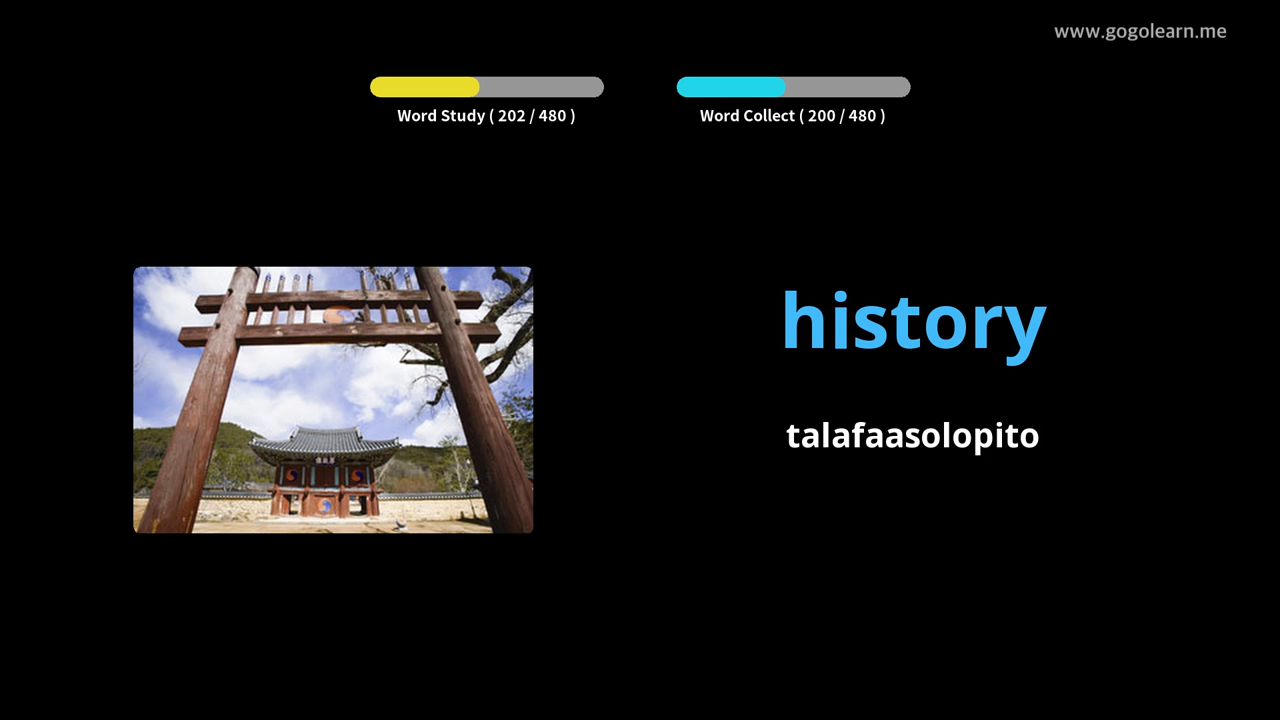 www.gogolearn.me
Word Study ( 202 / 480 )
Word Collect ( 200 / 480 )
history
talafaasolopito